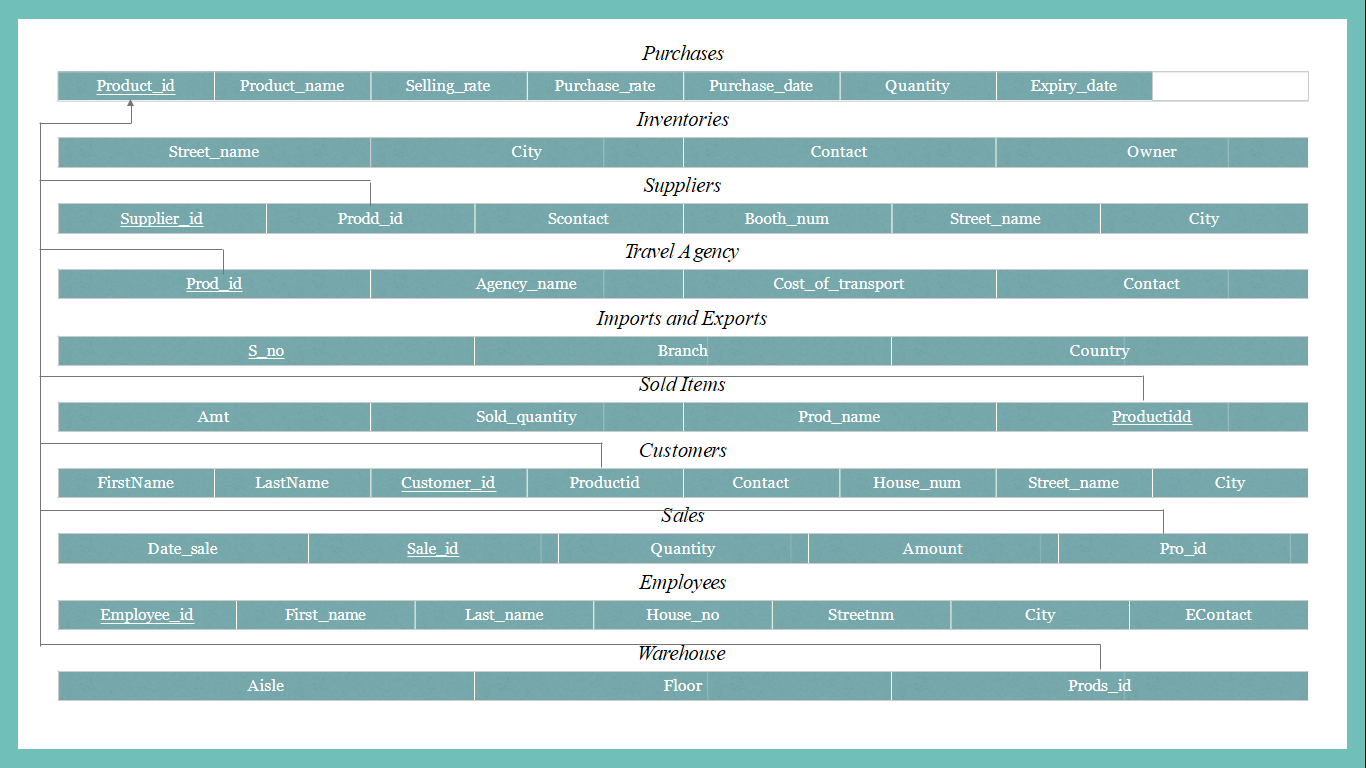 Purchases
Product_id Product_name Selling_rate Purchase_rate Purchase_date Quantity Expiry_date
Inventories
Street_name City Contact Owner
Suppliers
Supplier_id Prodd_id Scontact Booth_num Street_name City
Travel Agency
Prod_id Agency_name Cost_of_transport Contact
Imports and Exports
S_no Branch Country
Sold Items
Amt Sold_quantity Prod_name Productidd
Customers
FirstName LastName Customer_id Productid Contact House_num Street_name City
Sales
Date_sale Sale_id Quantity Amount Pro_id
Employees
Employee_id First_name Last_name House_no Streetnm City EContact
Warehouse
Aisle Floor Prods_id